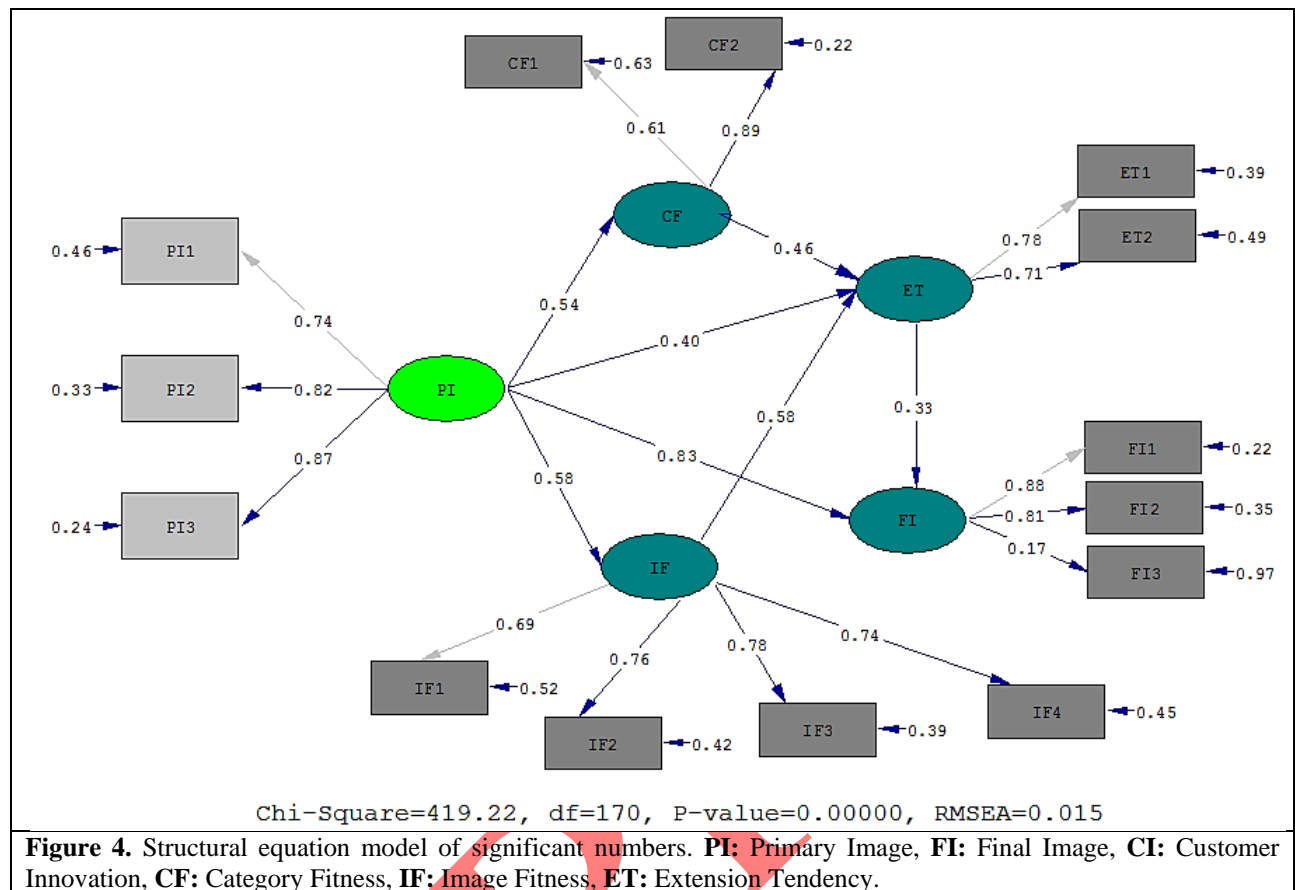 CF2
0.22
CF1
0.63
0.61
0.89
ET1
0.39
CF
ET2
0.49
0.78
0.71
PI1
0.46
0.46
ET
0.54
0.74
0.40
PI2
0.33
0.82
PI
0.58
0.33
0.83
FI1
0.22
0.87
0.58
0.88
PI3
0.24
FI
0.81
FI2
0.35
0.17
IF
FI3
0.97
0.69
0.76
0.78
0.74
IF1
0.52
IF2
0.42
IF3
0.39
IF4
0.45
Chi-Square=419.22, df=170, P-value=0.00000, RMSEA=0.015
Figure 4. Structural equation model of significant numbers. PI: Primary Image, FI: Final Image, CI: Customer
Innovation, CF: Category Fitness, IF: Image Fitness, ET: Extension Tendency.